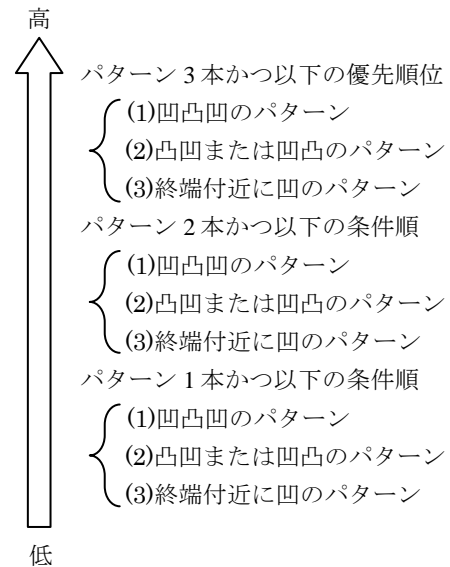 高
パターン 3 本かつ以下の優先順位
(1)凹凸凹のパターン
(2)凸凹または凹凸のパターン
(3)終端付近に凹のパターン
パターン 2 本かつ以下の条件順
(1)凹凸凹のパターン
(2)凸凹または凹凸のパターン
(3)終端付近に凹のパターン
パターン 1 本かつ以下の条件順
(1)凹凸凹のパターン
(2)凸凹または凹凸のパターン
(3)終端付近に凹のパターン
低